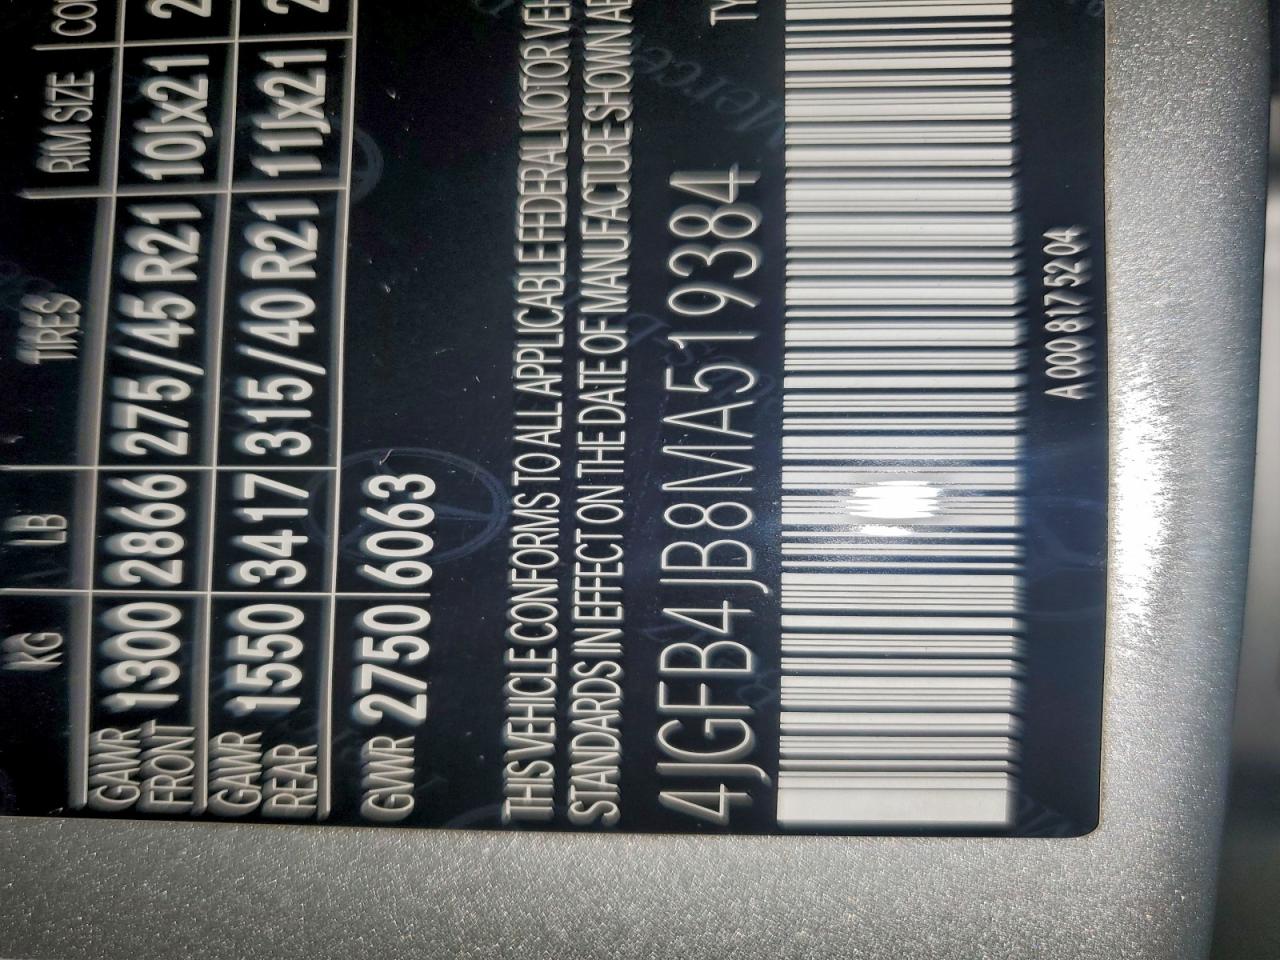 KG LB TIRES RIM SIZE
GAWR FRONT 1300 2866 275/45 R21 10Jx21
GAWR REAR 1550 3417 315/40 R21 11Jx21
GVWR 2750 6063
THIS VEHICLE CONFORMS TO ALL APPLICABLE FEDERAL MOTOR
STANDARDS IN EFFECT ON THE DATE OF MANUFACTURE SHOWN
4JGFB4JB8MA519384
A 000 817 52 04